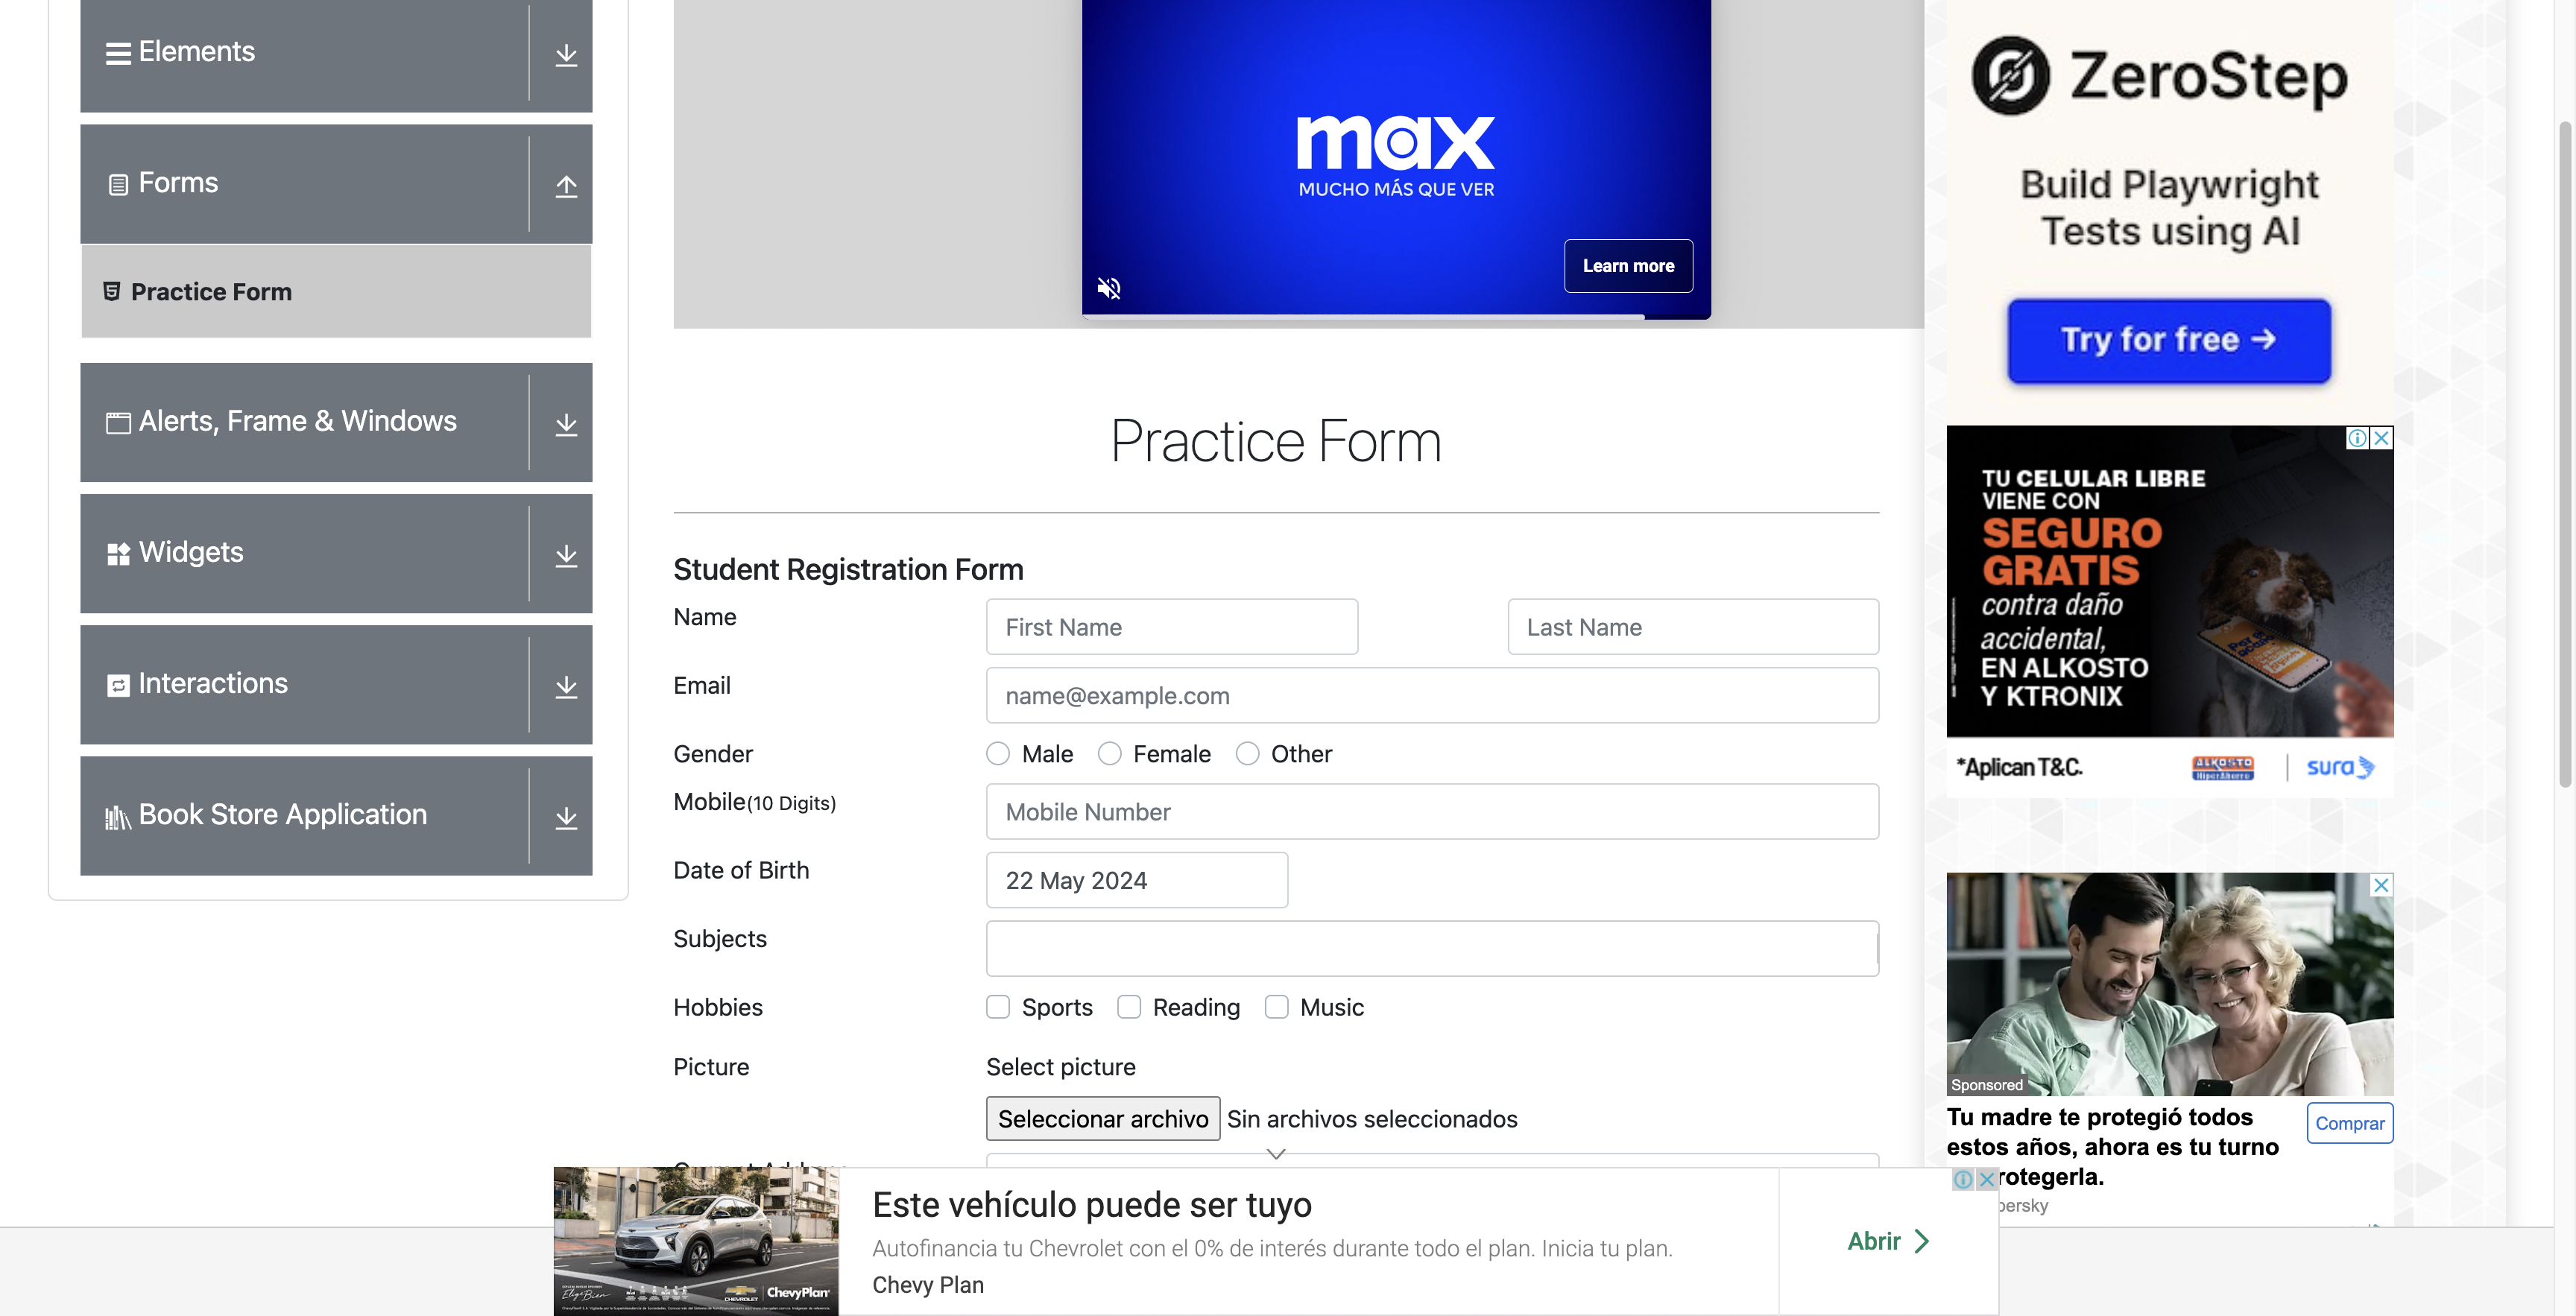 Elements
Forms
Practice Form
Alerts, Frame & Windows
Widgets
Interactions
Book Store Application
max
MUCHO MÁS QUE VER
Learn more
Practice Form
Student Registration Form
Name
First Name
Last Name
Email
name@example.com
Gender
Male
Female
Other
Mobile(10 Digits)
Mobile Number
Date of Birth
22 May 2024
Subjects
Hobbies
Sports
Reading
Music
Picture
Select picture
Seleccionar archivo Sin archivos seleccionados
ZeroStep
Build Playwright
Tests using AI
Try for free →
TU CELULAR LIBRE
VIENE CON
SEGURO
GRATIS
contra daño
accidental,
EN ALKOSTO
Y KTRONIX
*Aplican T&C.
ALKOSTO
HiperAhorro
sura
Sponsored
Tu madre te protegió todos
estos años, ahora es tu turno
rotegerla.
persky
Comprar
Este vehículo puede ser tuyo
Autofinancia tu Chevrolet con el 0% de interés durante todo el plan. Inicia tu plan.
Chevy Plan
Abrir
CHEVROLET
ChevyPlan